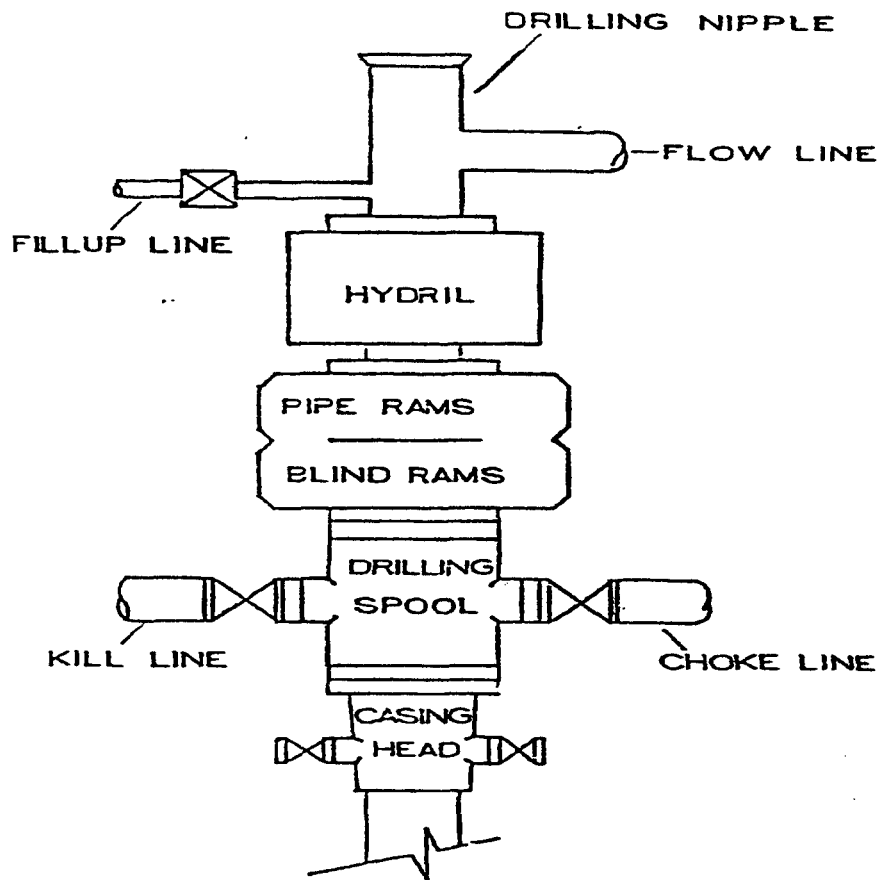 DRILLING NIPPLE
FLOW LINE
FILLUP LINE
HYDRIL
PIPE RAMS
BLIND RAMS
DRILLING
SPOOL
KILL LINE
CHOKE LINE
CASING
HEAD